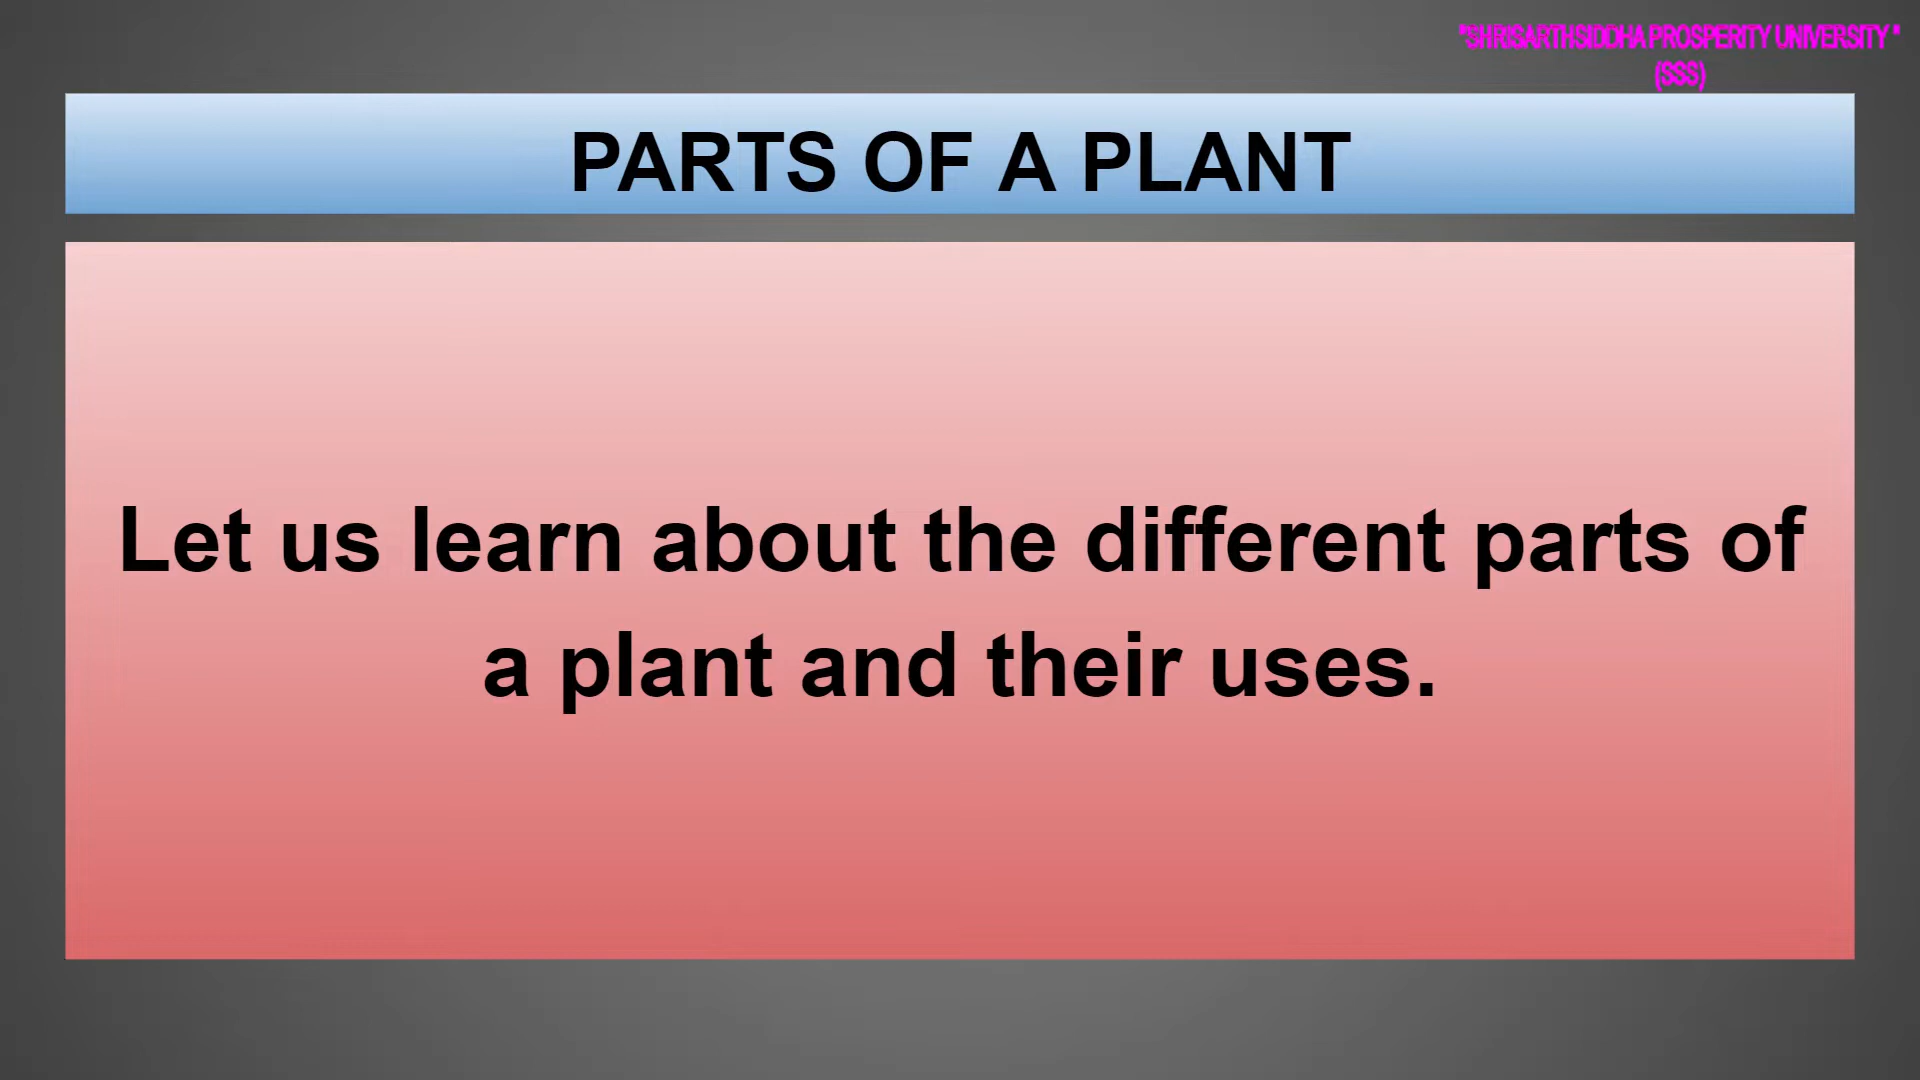 "SHRISARTHSIDDHA PROSPERITY UNIVERSITY "
(SSS)
PARTS OF A PLANT
Let us learn about the different parts of
a plant and their uses.